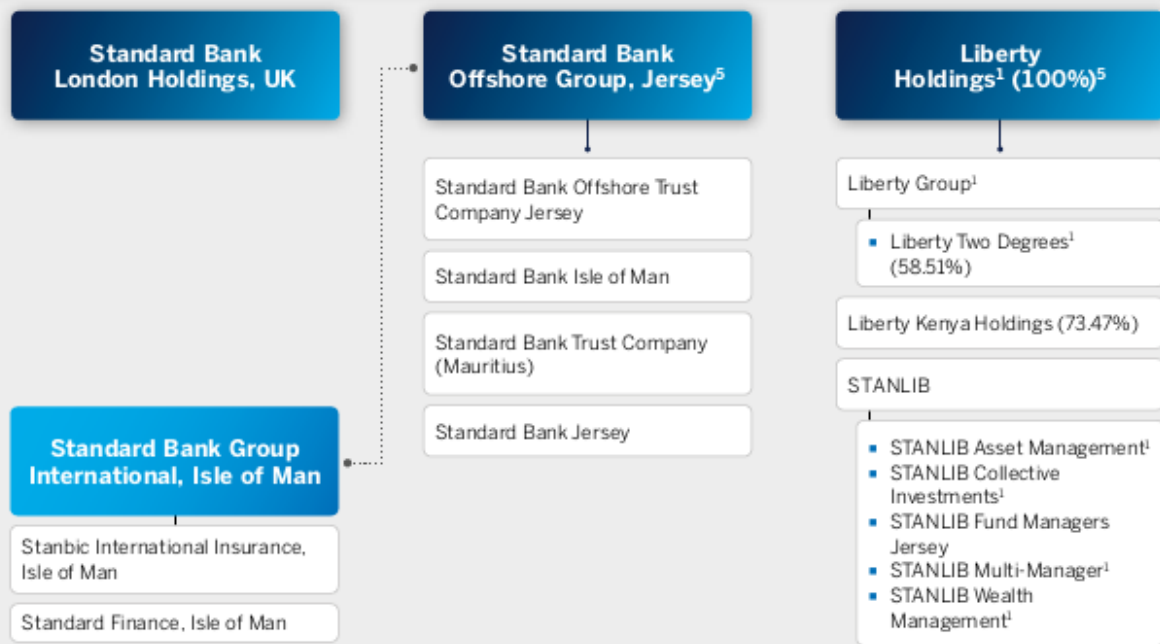 Standard Bank
London Holdings, UK
Standard Bank
Offshore Group, Jersey⁵
Liberty
Holdings¹ (100%)⁵
Standard Bank Offshore Trust
Company Jersey
Standard Bank Isle of Man
Standard Bank Trust Company
(Mauritius)
Standard Bank Jersey
Liberty Group¹
Liberty Two Degrees¹
(58.51%)
Liberty Kenya Holdings (73.47%)
STANLIB
STANLIB Asset Management¹
STANLIB Collective
Investments¹
STANLIB Fund Managers
Jersey
STANLIB Multi-Manager¹
STANLIB Wealth
Management¹
Standard Bank Group
International, Isle of Man
Stanbic International Insurance,
Isle of Man
Standard Finance, Isle of Man